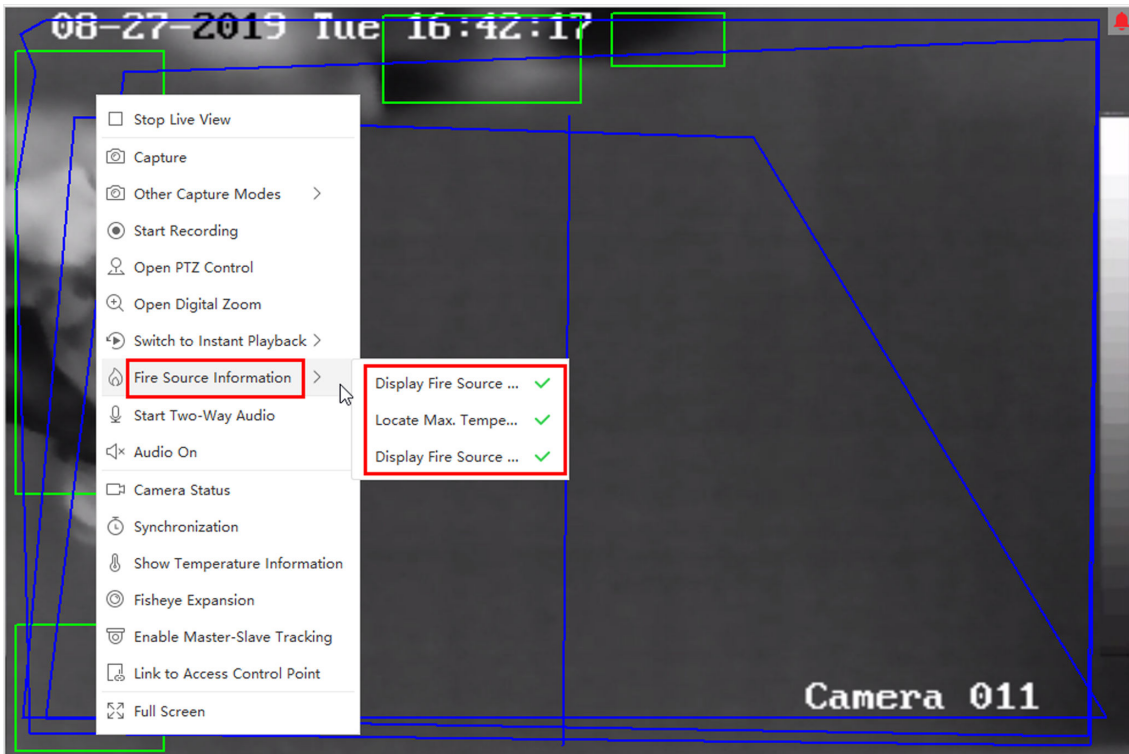 08-27-2019 Tue 16:42:17
Stop Live View
Capture
Other Capture Modes
Start Recording
Open PTZ Control
Open Digital Zoom
Switch to Instant Playback
Fire Source Information
Display Fire Source ...
Locate Max. Tempe...
Display Fire Source ...
Start Two-Way Audio
Audio On
Camera Status
Synchronization
Show Temperature Information
Fisheye Expansion
Enable Master-Slave Tracking
Link to Access Control Point
Full Screen
Camera 011